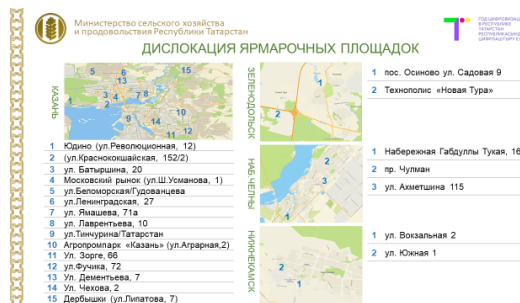 Министерство сельского хозяйства
и продовольствия Республики Татарстан
ГОД ЦИФРОВИЗАЦИИ
В РЕСПУБЛИКЕ
ТАТАРСТАН
ДИСЛОКАЦИЯ ЯРМАРОЧНЫХ ПЛОЩАДОК
КАЗАНЬ
1 Юдино (ул.Революционная, 12)
2 (ул.Краснококшайская, 152/2)
3 ул. Батыршина, 20
4 Московский рынок (ул.Ш.Усманова, 1)
5 ул.Беломорская/Гудованцева
6 ул.Ленинградская, 27
7 ул. Ямашева, 71а
8 ул. Лаврентьева, 10
9 ул.Тинчурина/Татарстан
10 Агропромпарк «Казань» (ул.Аграрная,2)
11 Ул. Зорге, 66
12 ул.Фучика, 72
13 Ул. Дементьева, 7
14 Ул. Чехова, 2
15 Дербышки (ул.Липатова, 7)
ЗЕЛЕНОДОЛЬСК
1 пос. Осиново ул. Садовая 9
2 Технополис «Новая Тура»
НАБ.ЧЕЛНЫ
1 Набережная Габдуллы Тукая, 16
2 пр. Чулман
3 ул. Ахметшина 115
НИЖНЕКАМСК
1 ул. Вокзальная 2
2 ул. Южная 1